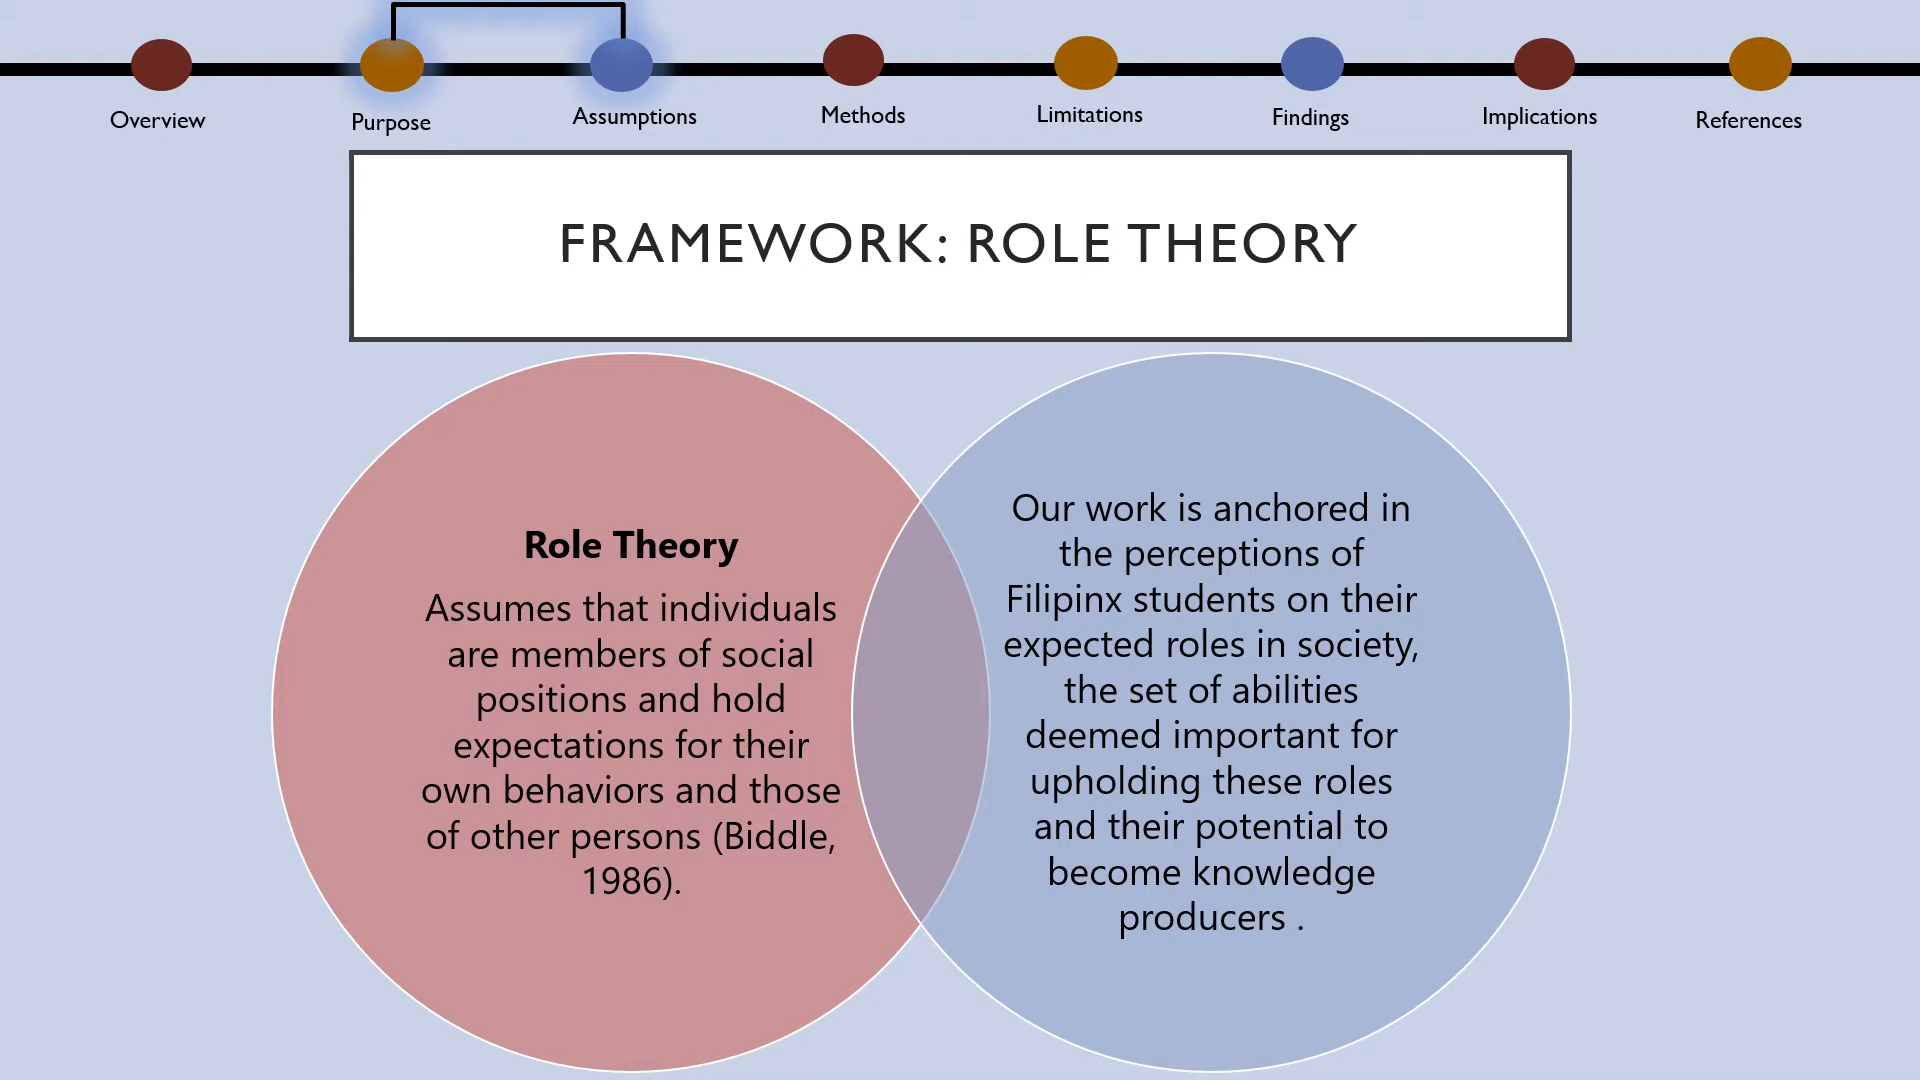 Overview
Purpose
Assumptions
Methods
Limitations
Findings
Implications
References
FRAMEWORK: ROLE THEORY
Role Theory
Assumes that individuals
are members of social
positions and hold
expectations for their
own behaviors and those
of other persons (Biddle,
1986).
Our work is anchored in
the perceptions of
Filipinx students on their
expected roles in society,
the set of abilities
deemed important for
upholding these roles
and their potential to
become knowledge
producers .